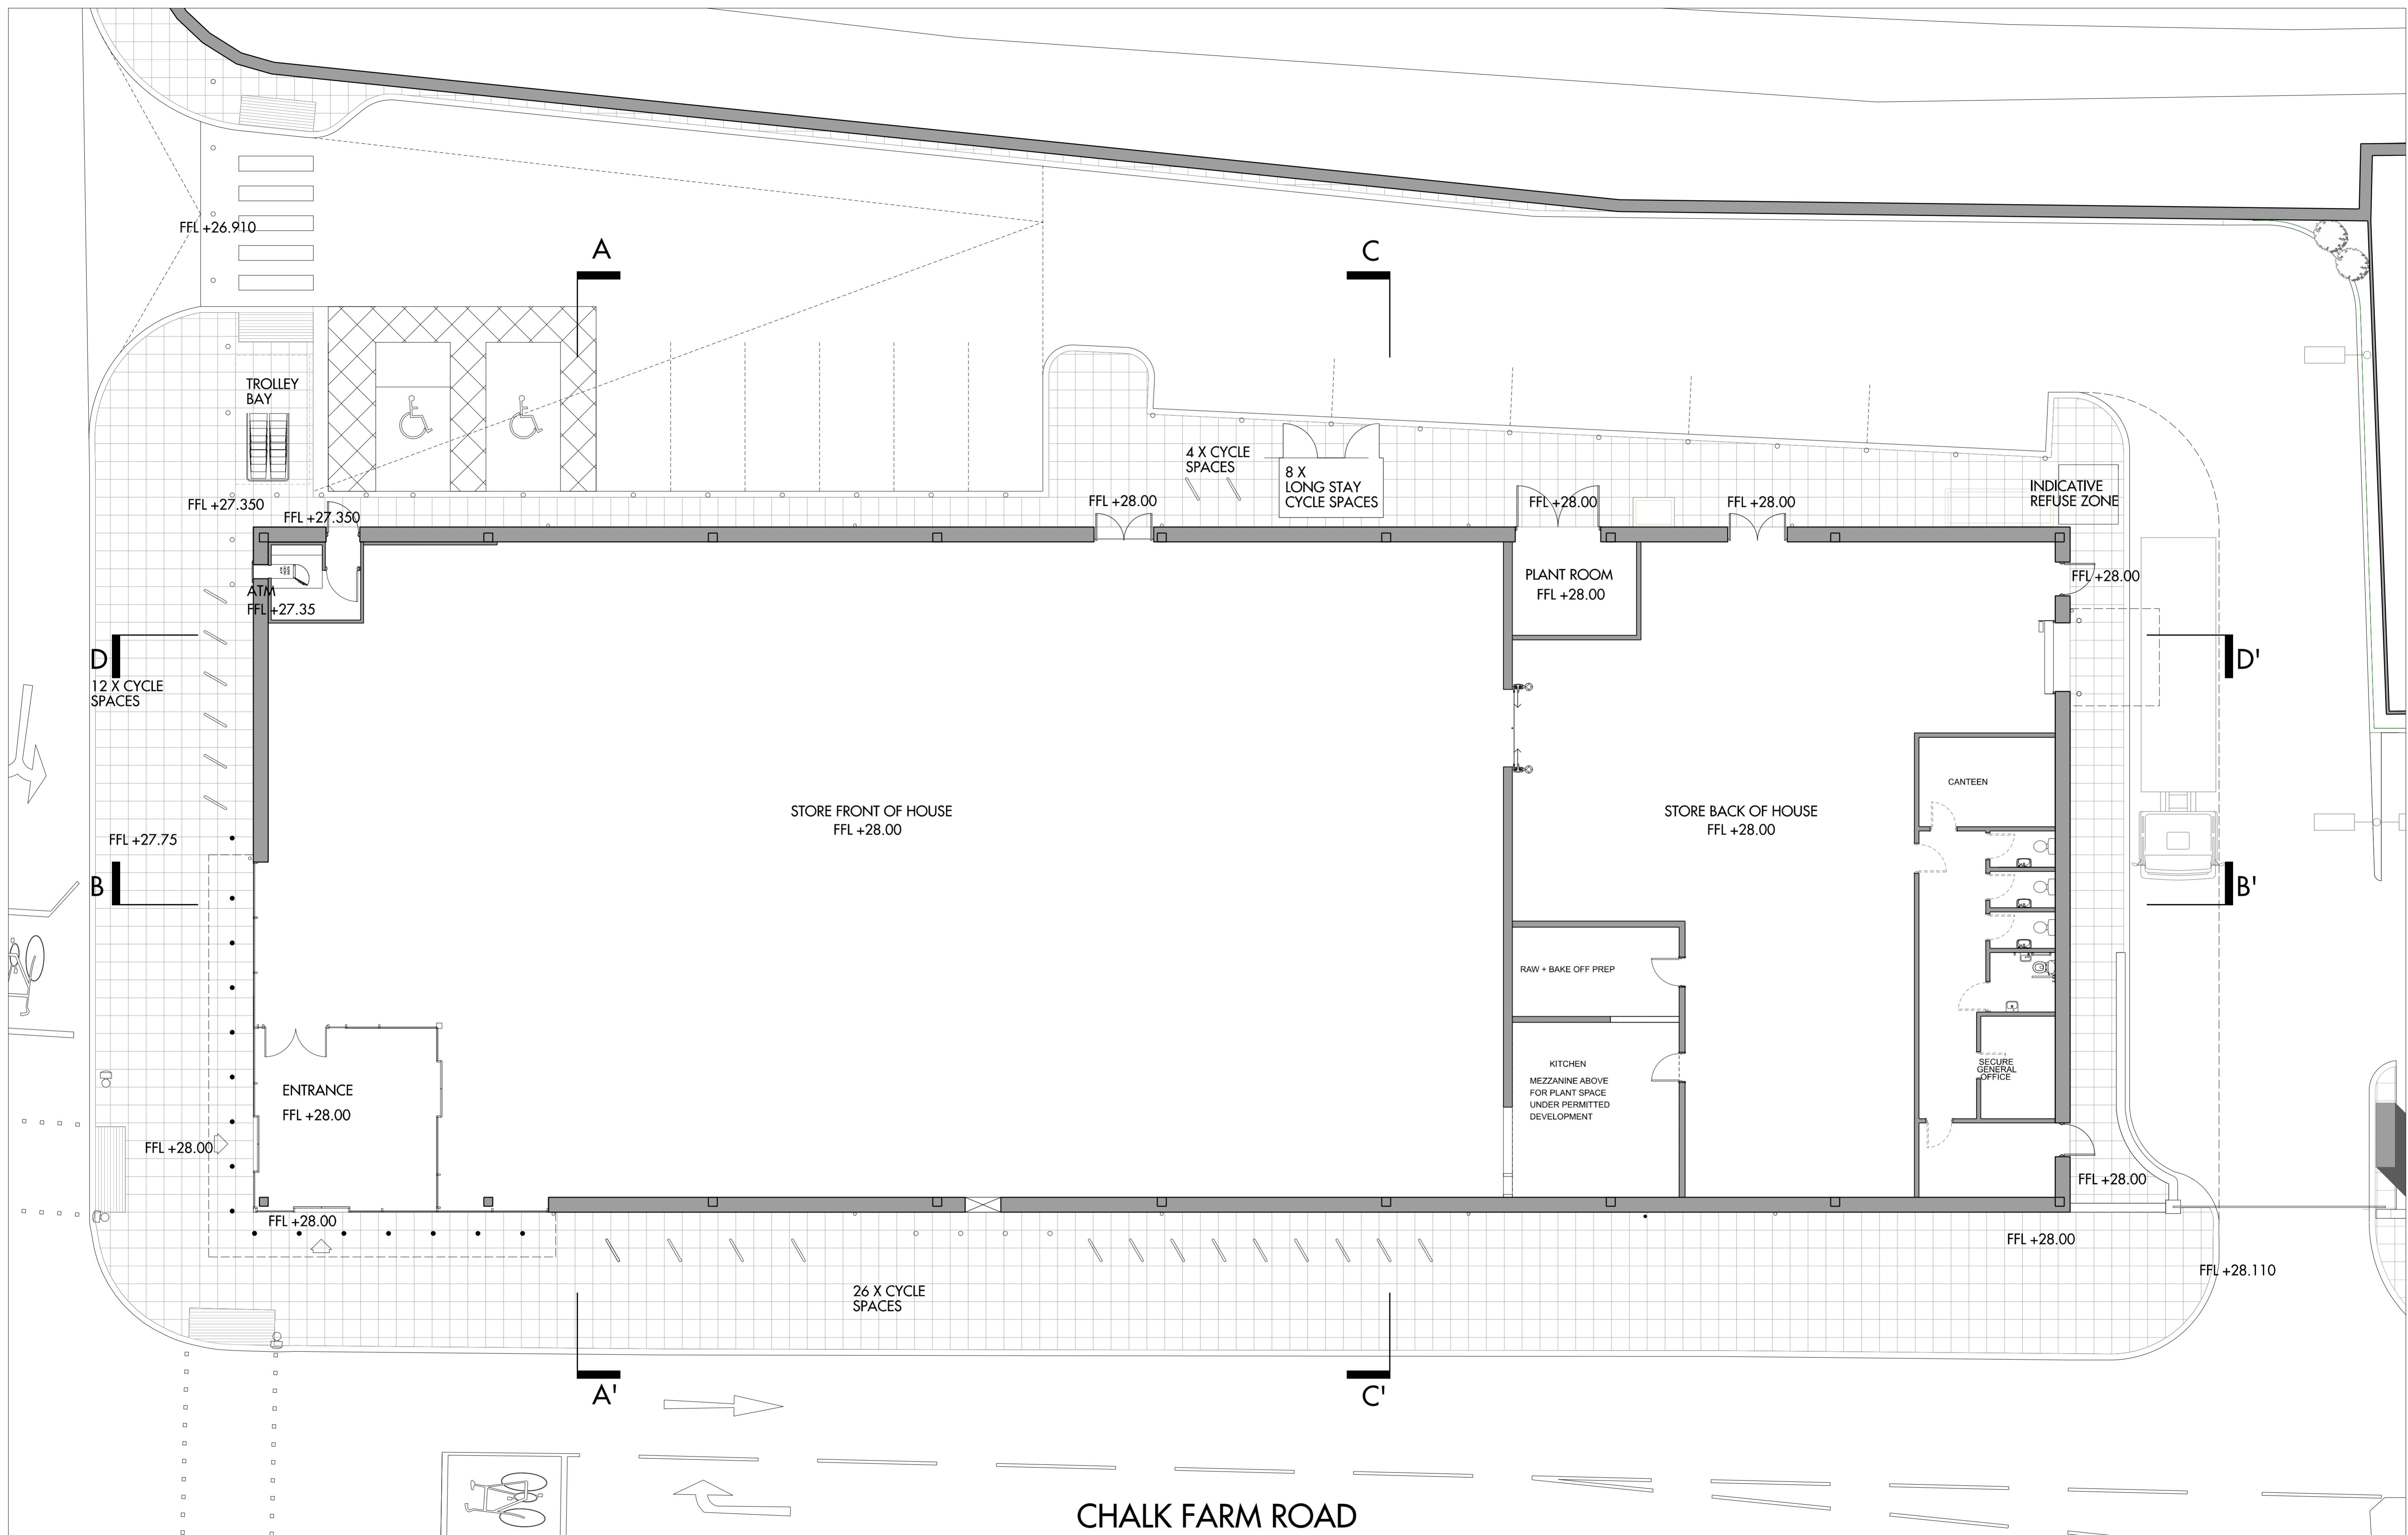 FFL +26.910
A
C
TROLLEY
BAY
4 X CYCLE
SPACES
8 X
LONG STAY
CYCLE SPACES
INDICATIVE
REFUSE ZONE
FFL +27.350
FFL +27.350
FFL +28.00
FFL +28.00
FFL +28.00
ATM
FFL +27.35
PLANT ROOM
FFL +28.00
FFL +28.00
D
D'
12 X CYCLE
SPACES
CANTEEN
STORE FRONT OF HOUSE
FFL +28.00
STORE BACK OF HOUSE
FFL +28.00
FFL +27.75
B
B'
RAW + BAKE OFF PREP
KITCHEN
MEZZANINE ABOVE
FOR PLANT SPACE
UNDER PERMITTED
DEVELOPMENT
SECURE
GENERAL
OFFICE
ENTRANCE
FFL +28.00
FFL +28.00
FFL +28.00
FFL +28.00
FFL +28.00
FFL +28.110
26 X CYCLE
SPACES
A'
C'
CHALK FARM ROAD